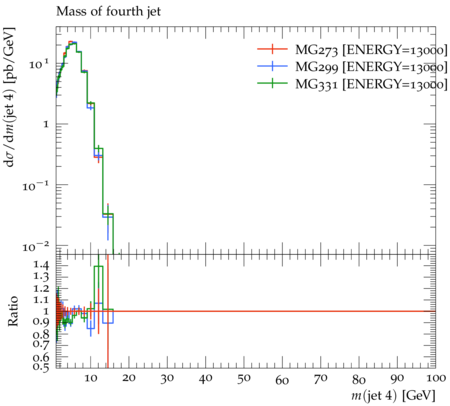 Mass of fourth jet
MG273 [ENERGY=13000]
MG299 [ENERGY=13000]
MG331 [ENERGY=13000]
dσ/dm(jet 4) [pb/GeV]
10¹
1
10⁻¹
10⁻²
Ratio
1.4
1.3
1.2
1.1
1
0.9
0.8
0.7
0.6
0.5
0 10 20 30 40 50 60 70 80 90 100
m(jet 4) [GeV]